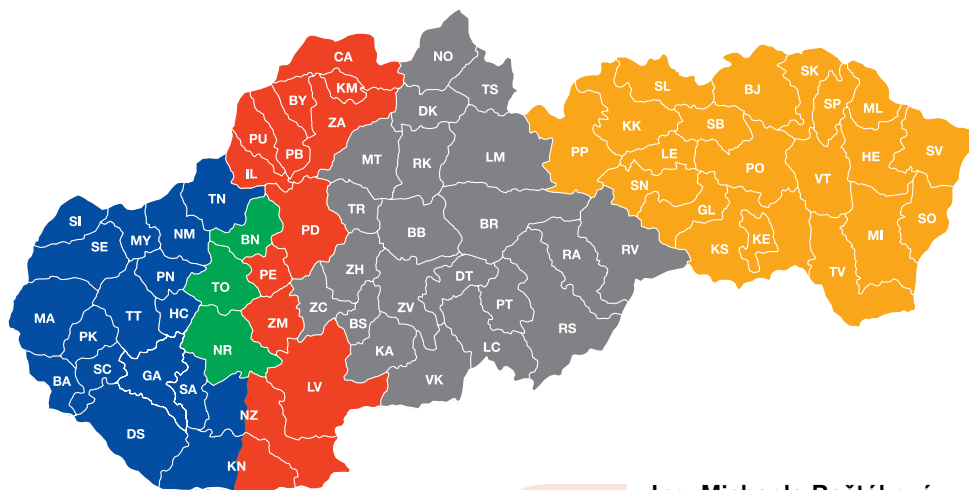 CA
NO
KM
TS
BY
ZA
DK
PU
PB
IL
MT
RK
LM
SL
BJ
SK
SP
ML
KK
SB
PP
LE
PO
VT
HE
SV
SN
GL
SO
KS
KE
MI
TV
TN
BN
PD
TR
BB
BR
RV
RA
SI
SE
MY
NM
PN
TO
PE
ZH
DT
ZC
PT
MA
TT
HC
ZM
BS
ZV
RS
PK
NR
KA
LC
BA
SC
GA
SA
LV
VK
DS
NZ
KN